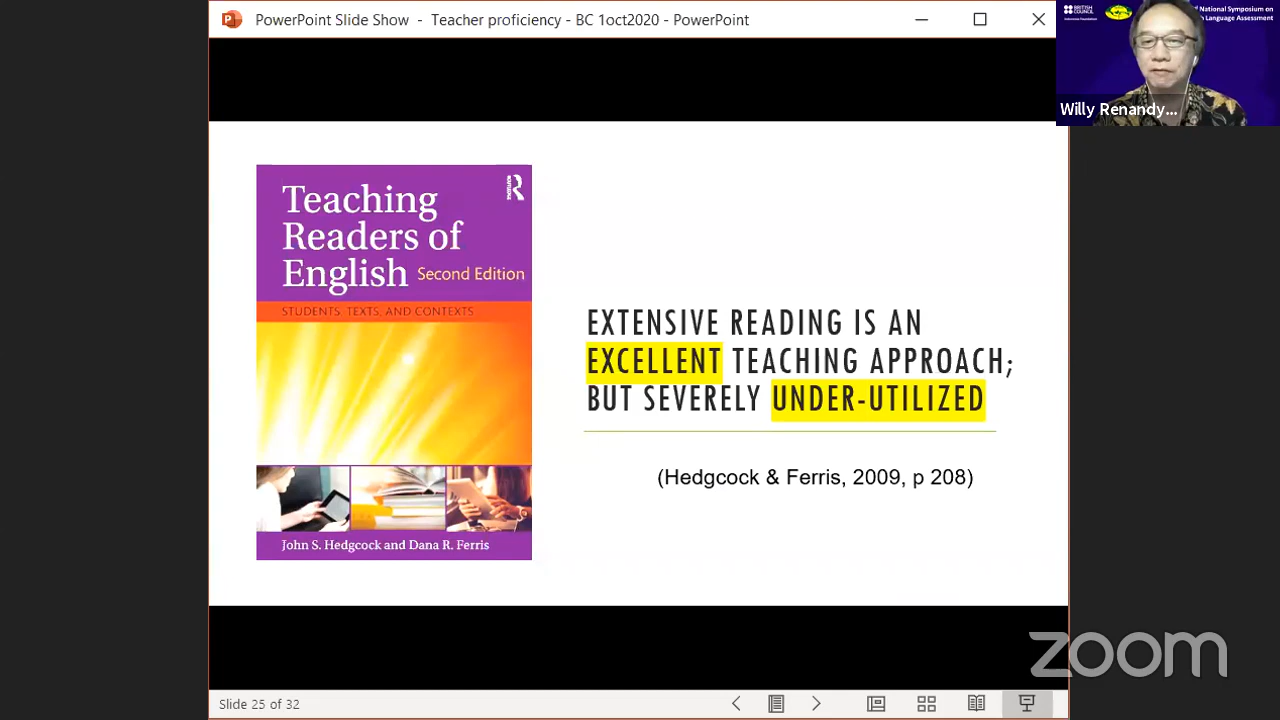 PowerPoint Slide Show - Teacher proficiency - BC 1oct2020 - PowerPoint
BRITISH COUNCIL
National Symposium on
Language Assessment
Willy Renandy...
Teaching
Readers of
English Second Edition
STUDENTS, TEXTS, AND CONTEXTS
John S. Hedgcock and Dana R. Ferris
EXTENSIVE READING IS AN
EXCELLENT TEACHING APPROACH;
BUT SEVERELY UNDER-UTILIZED
(Hedgcock & Ferris, 2009, p 208)
zoom
Slide 25 of 32